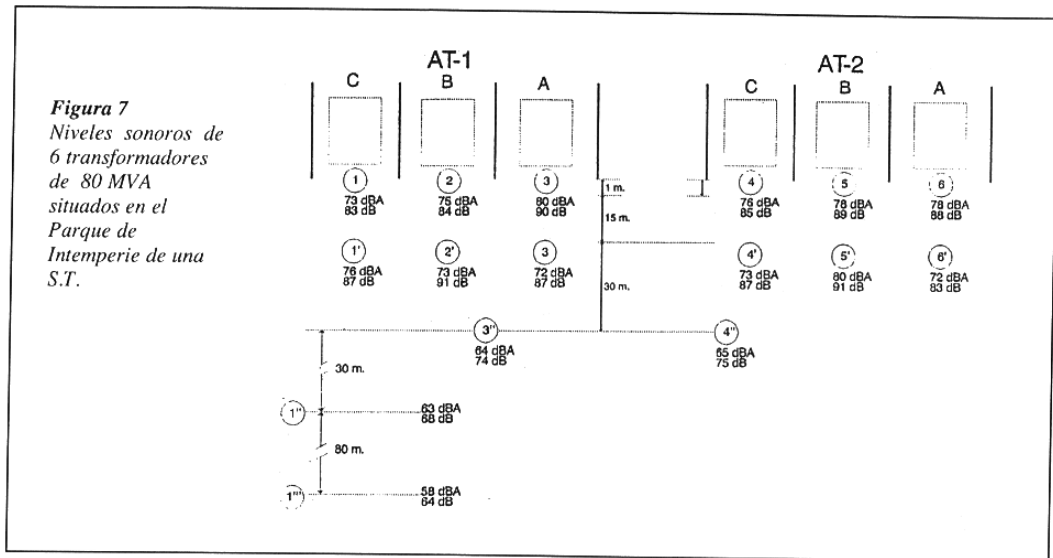 Figura 7
Niveles sonoros de
6 transformadores
de 80 MVA
situados en el
Parque de
Intemperie de una
S.T.
AT-1
C B A
AT-2
C B A
1 2 3 4 5 6
73 dBA 75 dBA 80 dBA 76 dBA 78 dBA 78 dBA
83 dB 84 dB 90 dB 85 dB 89 dB 88 dB
1 m.
15 m.
1' 2' 3 4' 5' 6'
76 dBA 73 dBA 72 dBA 73 dBA 80 dBA 72 dBA
87 dB 91 dB 87 dB 87 dB 91 dB 83 dB
30 m.
3" 4"
64 dBA 65 dBA
74 dB 75 dB
30 m.
1" 63 dBA
68 dB
80 m.
1"' 58 dBA
64 dB